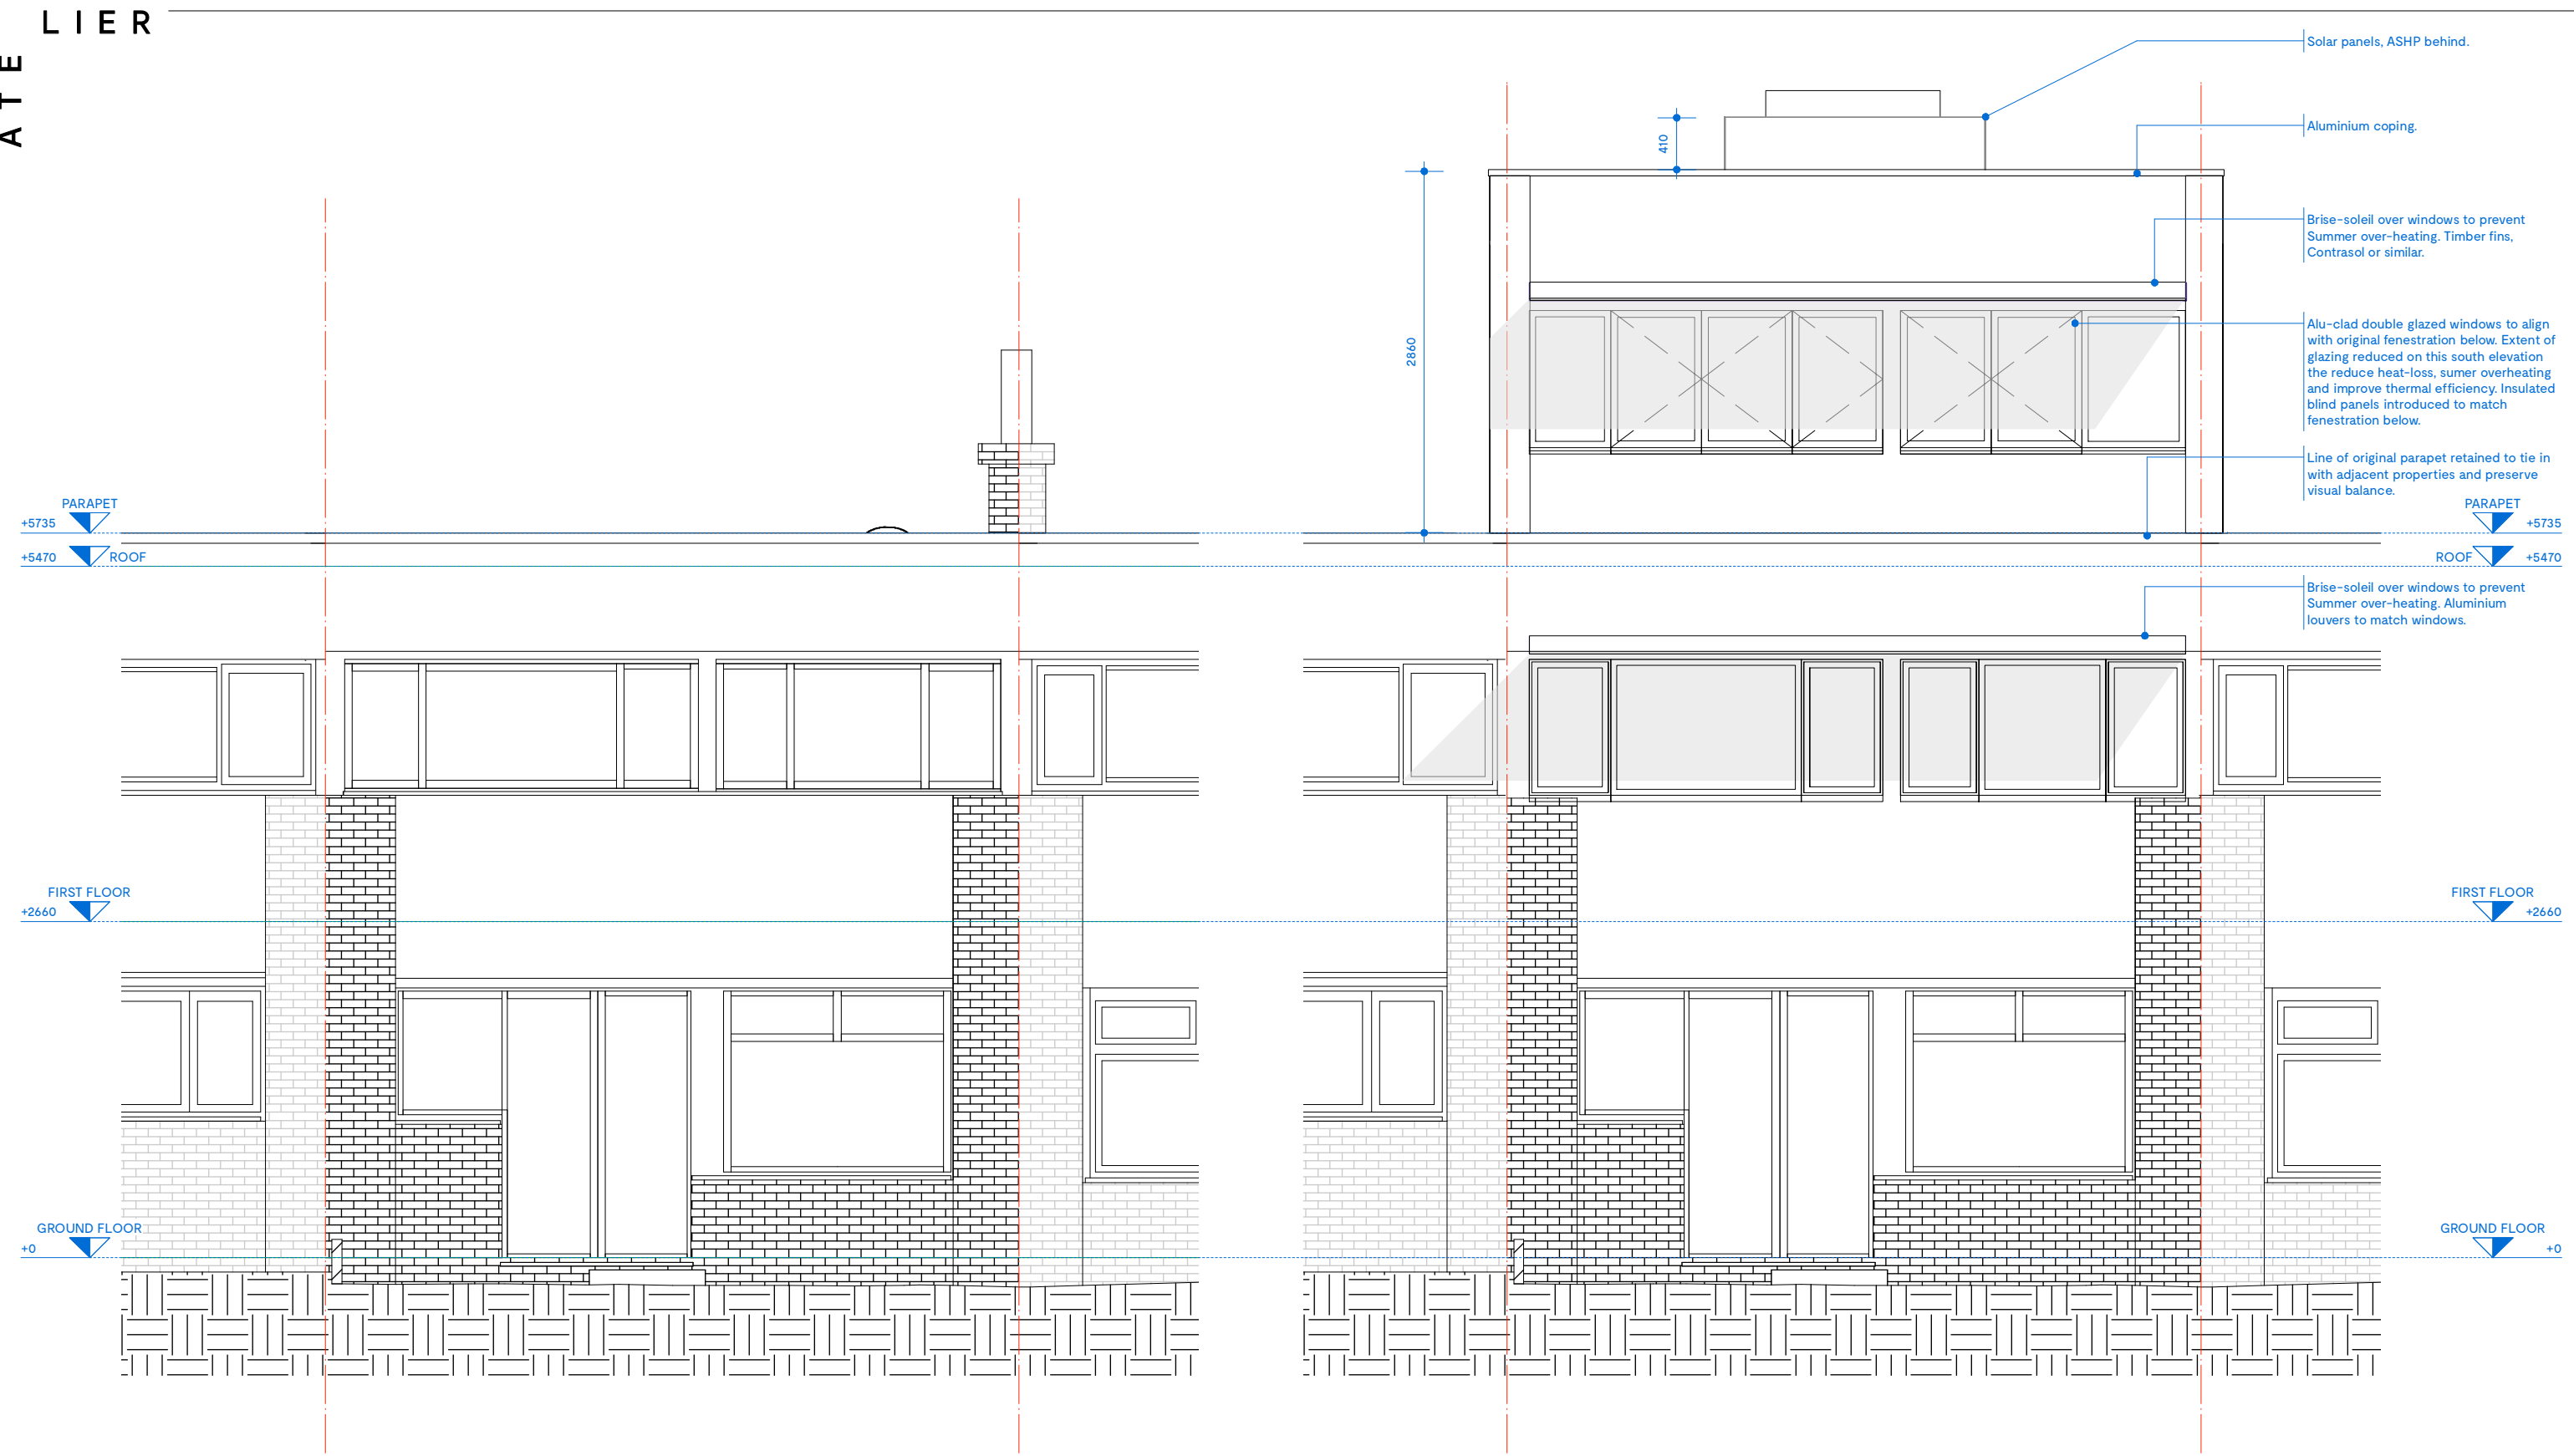 LIER
ATE
Solar panels, ASHP behind.
Aluminium coping.
410
Brise-soleil over windows to prevent
Summer over-heating. Timber fins,
Contrasol or similar.
2860
Alu-clad double glazed windows to align
with original fenestration below. Extent of
glazing reduced on this south elevation
the reduce heat-loss, sumer overheating
and improve thermal efficiency. Insulated
blind panels introduced to match
fenestration below.
Line of original parapet retained to tie in
with adjacent properties and preserve
visual balance.
PARAPET
+5735
PARAPET
+5735
+5470
ROOF
ROOF
+5470
Brise-soleil over windows to prevent
Summer over-heating. Aluminium
louvers to match windows.
FIRST FLOOR
+2660
FIRST FLOOR
+2660
GROUND FLOOR
+0
GROUND FLOOR
+0